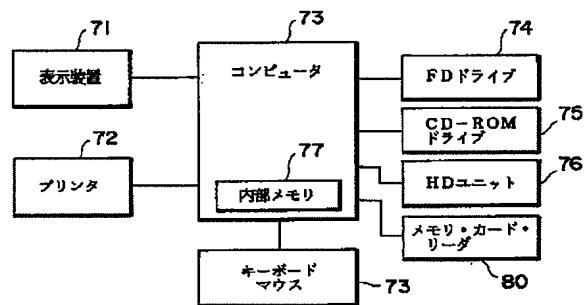 71
表示装置
72
プリンタ
73
コンピュータ
77
内部メモリ
キーボード
マウス
73
74
FDドライブ
CD-ROM
ドライブ
75
HDユニット
76
メモリ・カード・
リーダ
80